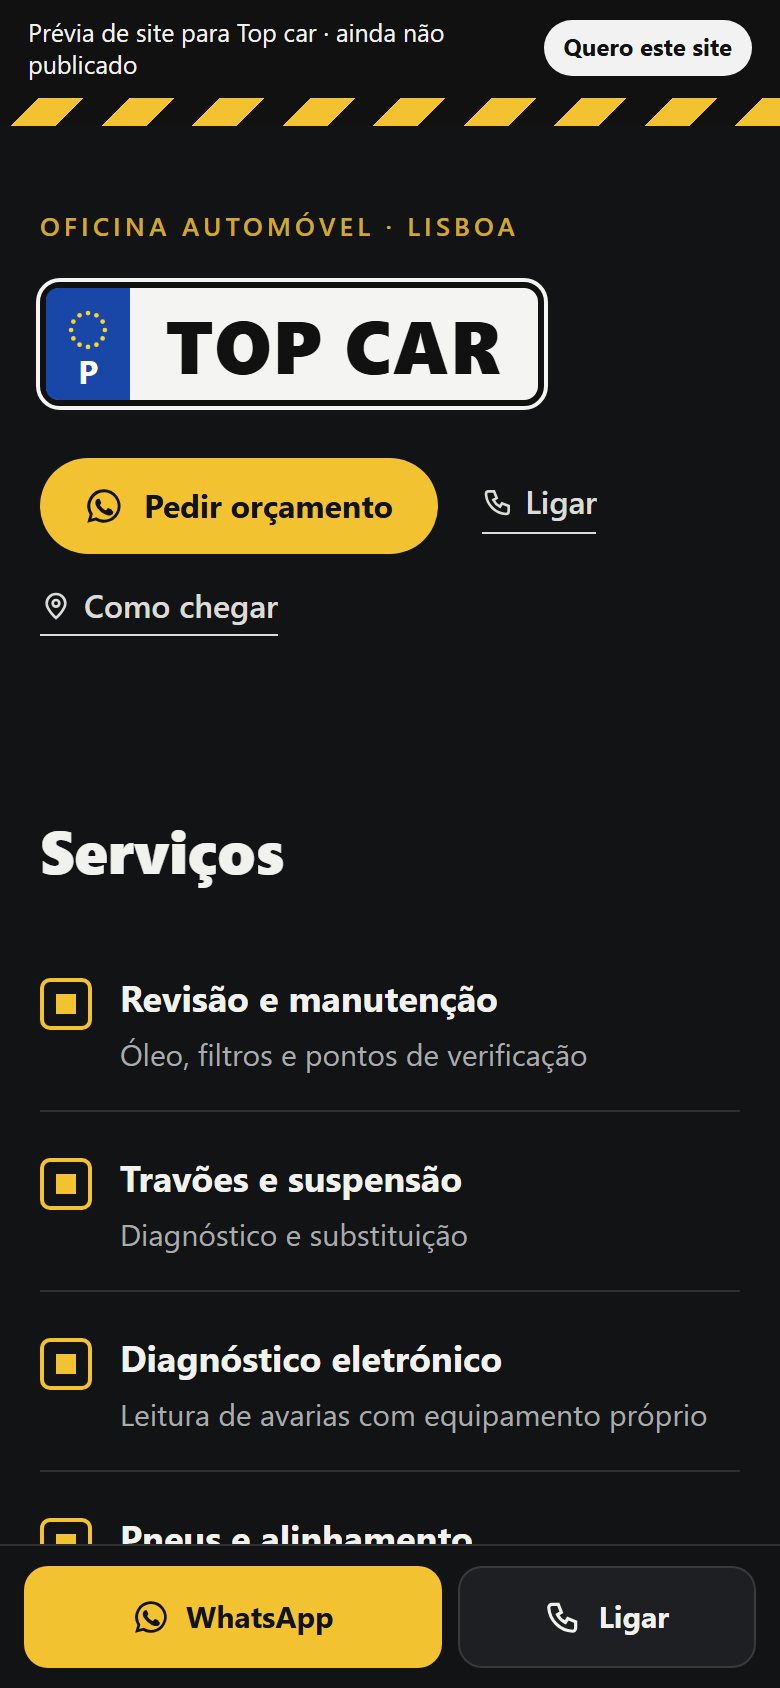 Prévia de site para Top car · ainda não
publicado
Quero este site
OFICINA AUTOMÓVEL · LISBOA
P
TOP CAR
Pedir orçamento
Ligar
Como chegar
Serviços
Revisão e manutenção
Óleo, filtros e pontos de verificação
Travões e suspensão
Diagnóstico e substituição
Diagnóstico eletrónico
Leitura de avarias com equipamento próprio
Pneus e alinhamento
WhatsApp
Ligar